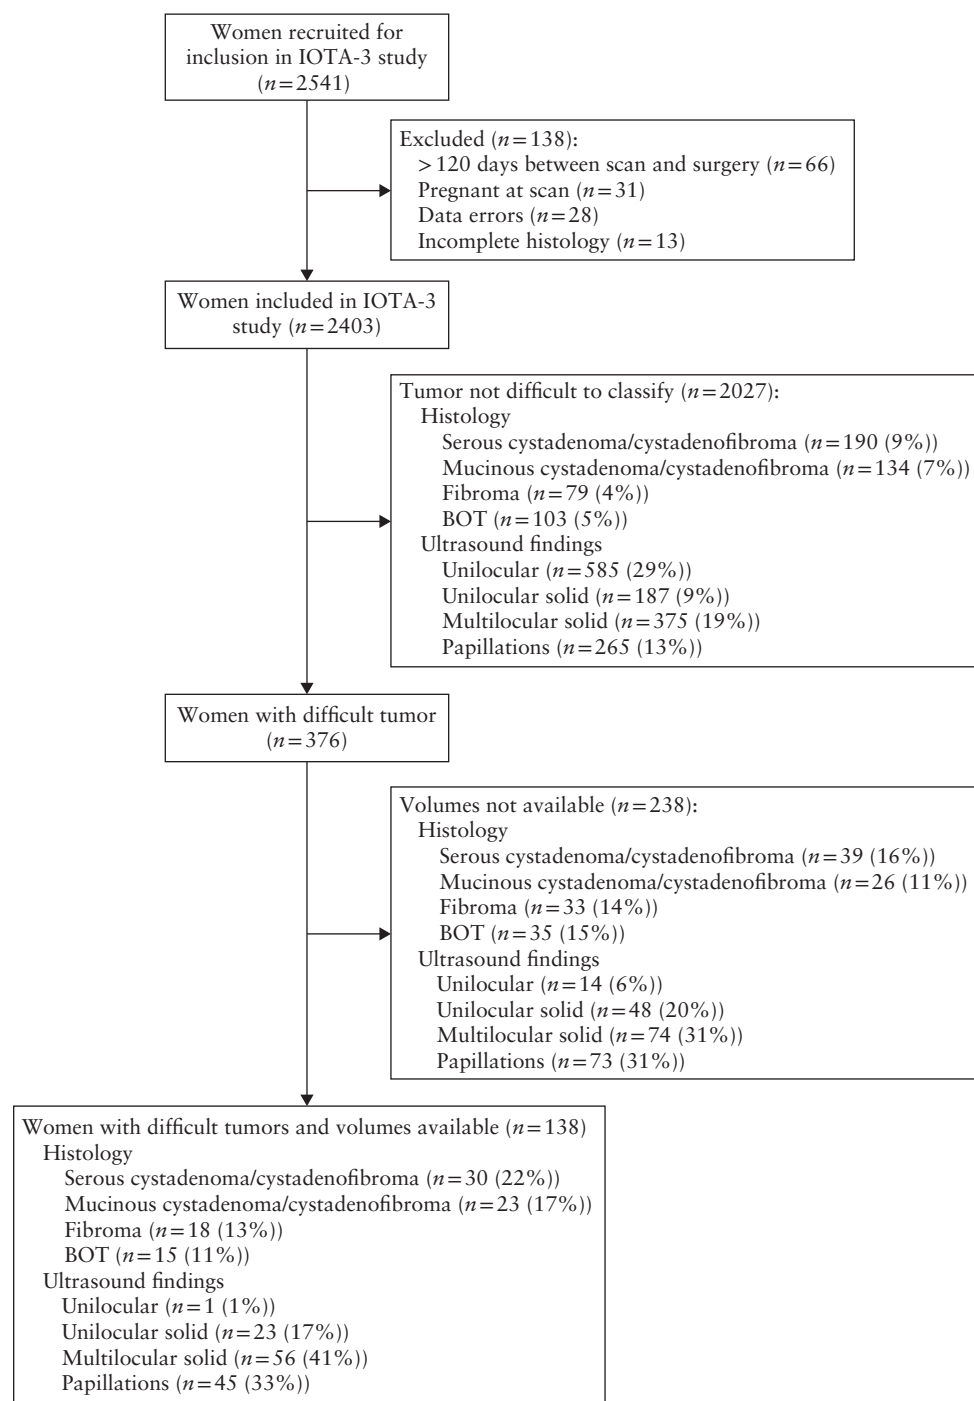 Women recruited for
inclusion in IOTA-3 study
(n=2541)
Excluded (n=138):
>120 days between scan and surgery (n=66)
Pregnant at scan (n=31)
Data errors (n=28)
Incomplete histology (n=13)
Women included in IOTA-3
study (n=2403)
Tumor not difficult to classify (n=2027):
Histology
Serous cystadenoma/cystadenofibroma (n=190 (9%))
Mucinous cystadenoma/cystadenofibroma (n=134 (7%))
Fibroma (n=79 (4%))
BOT (n=103 (5%))
Ultrasound findings
Unilocular (n=585 (29%))
Unilocular solid (n=187 (9%))
Multilocular solid (n=375 (19%))
Papillations (n=265 (13%))
Women with difficult tumor
(n=376)
Volumes not available (n=238):
Histology
Serous cystadenoma/cystadenofibroma (n=39 (16%))
Mucinous cystadenoma/cystadenofibroma (n=26 (11%))
Fibroma (n=33 (14%))
BOT (n=35 (15%))
Ultrasound findings
Unilocular (n=14 (6%))
Unilocular solid (n=48 (20%))
Multilocular solid (n=74 (31%))
Papillations (n=73 (31%))
Women with difficult tumors and volumes available (n=138)
Histology
Serous cystadenoma/cystadenofibroma (n=30 (22%))
Mucinous cystadenoma/cystadenofibroma (n=23 (17%))
Fibroma (n=18 (13%))
BOT (n=15 (11%))
Ultrasound findings
Unilocular (n=1 (1%))
Unilocular solid (n=23 (17%))
Multilocular solid (n=56 (41%))
Papillations (n=45 (33%))